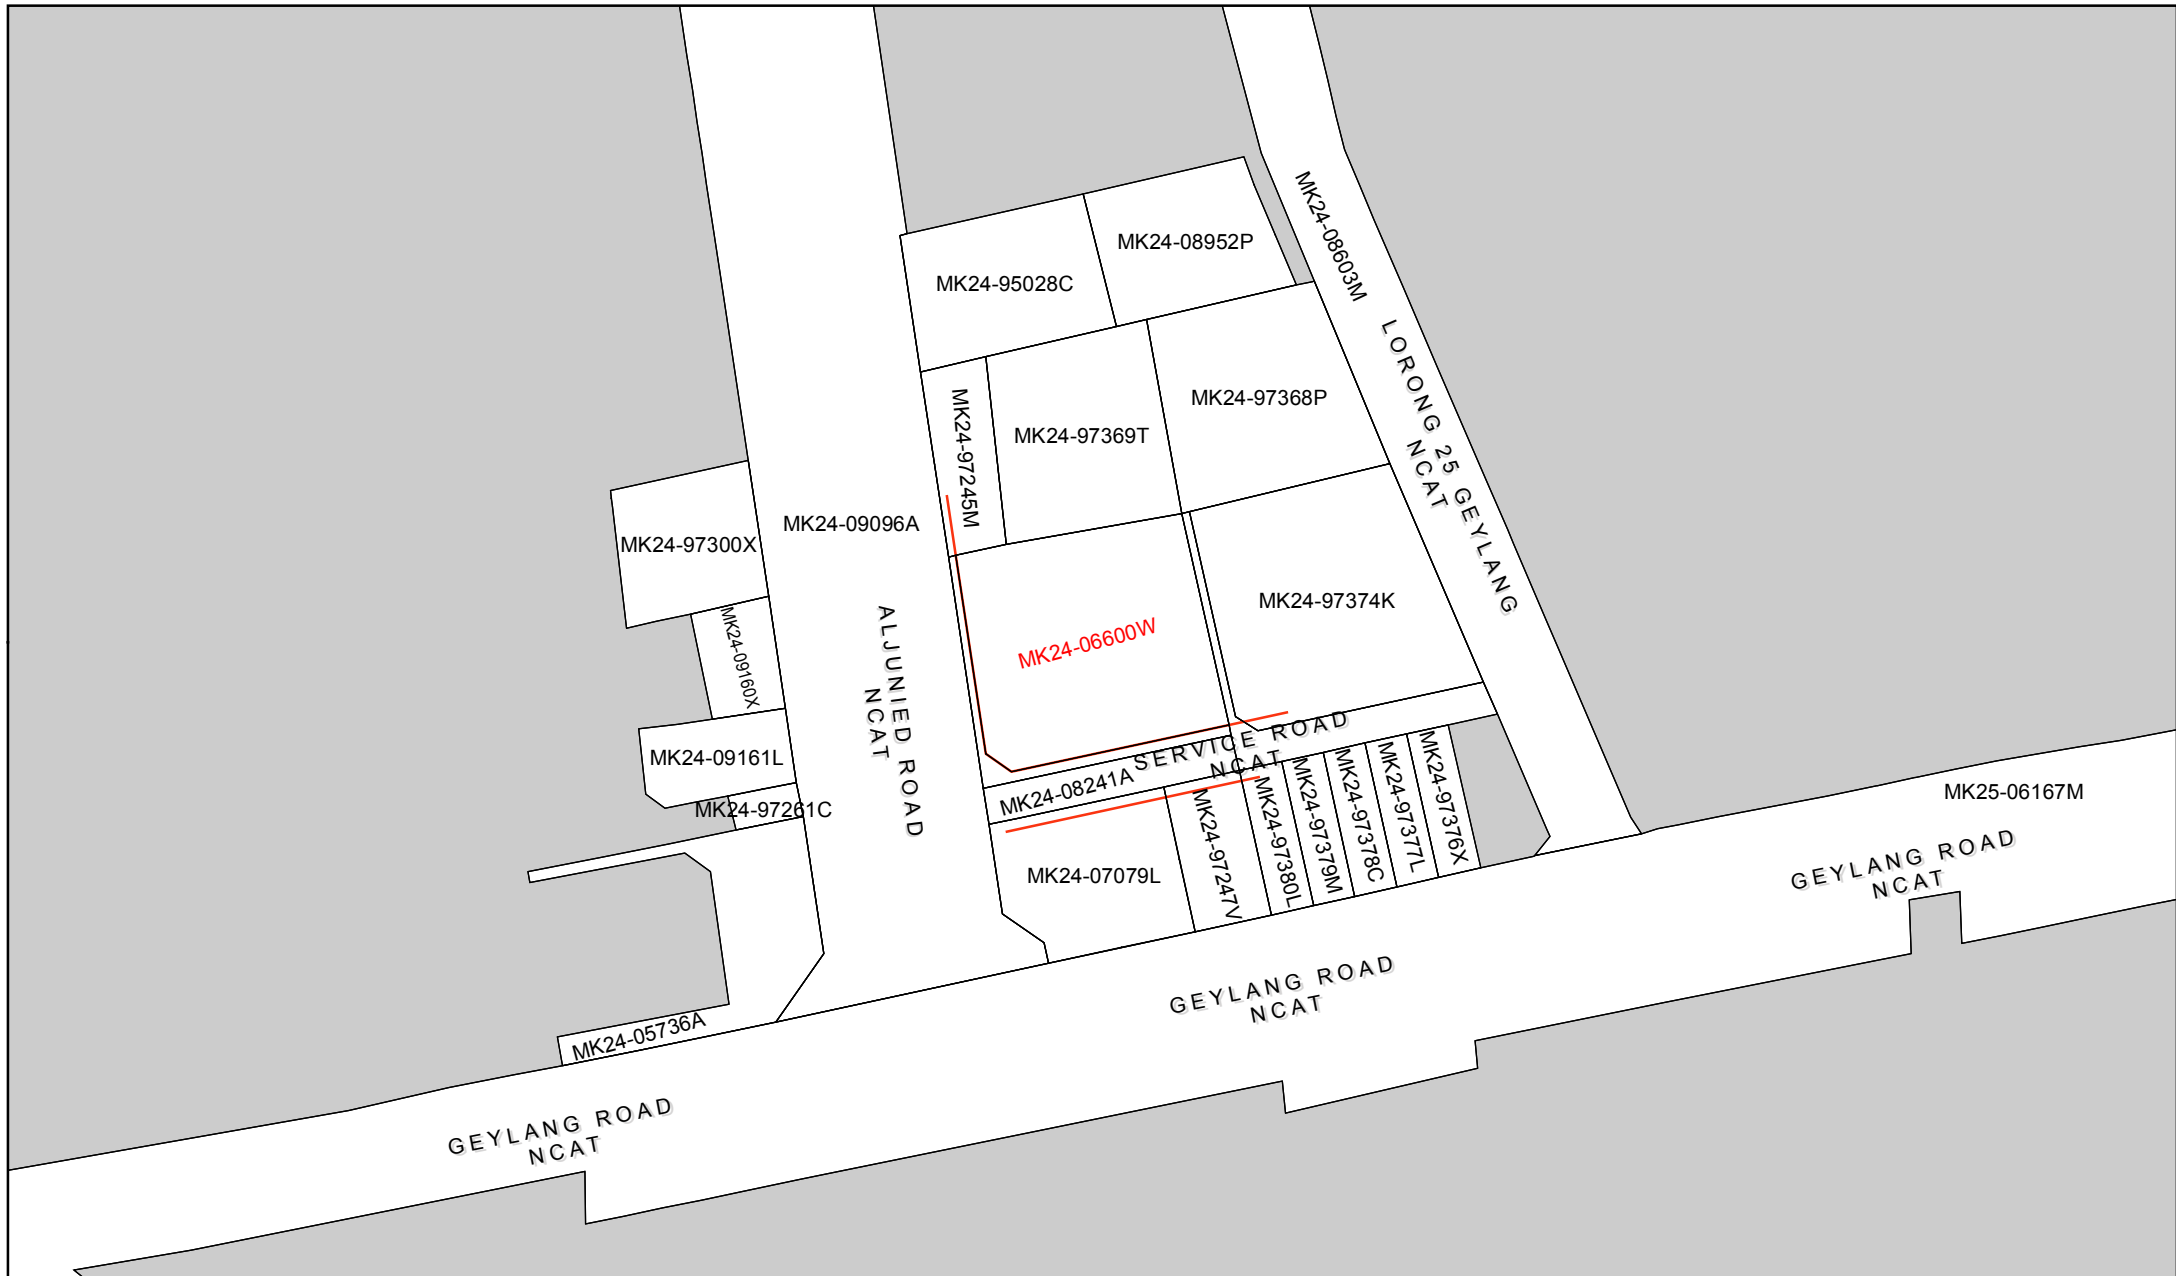 MK24-08603M
MK24-08952P
MK24-95028C
LORONG 25 GEYLANG
NCAT
MK24-97368P
MK24-97369T
MK24-97245M
MK24-09096A
MK24-97300X
MK24-97374K
MK24-06600W
MK24-09160X
ALJUNIED ROAD
NCAT
MK24-09161L
MK24-97261C
SERVICE ROAD
NCAT
MK24-08241A
MK24-07079L
MK24-97247V
MK24-97380L
MK24-97379M
MK24-97378C
MK24-97377L
MK24-97376X
MK25-06167M
GEYLANG ROAD
NCAT
GEYLANG ROAD
NCAT
MK24-05736A
GEYLANG ROAD
NCAT